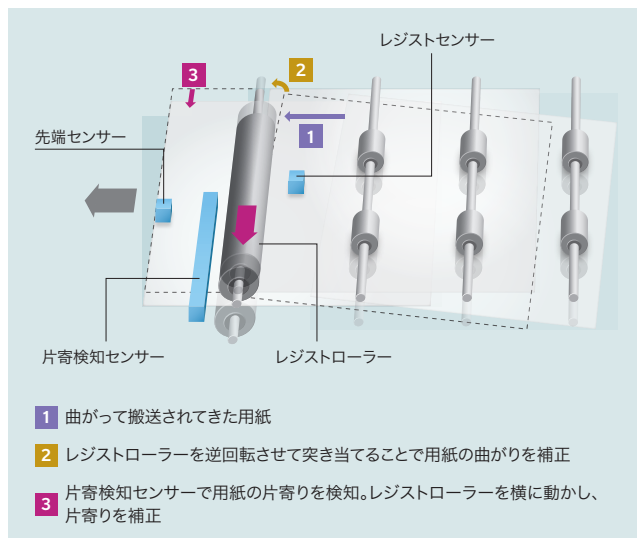 レジストセンサー
3
2
1
先端センサー
片寄検知センサー
レジストローラー
1 曲がって搬送されてきた用紙
2 レジストローラーを逆回転させて突き当てることで用紙の曲がりを補正
3 片寄検知センサーで用紙の片寄りを検知。レジストローラーを横に動かし、
片寄りを補正